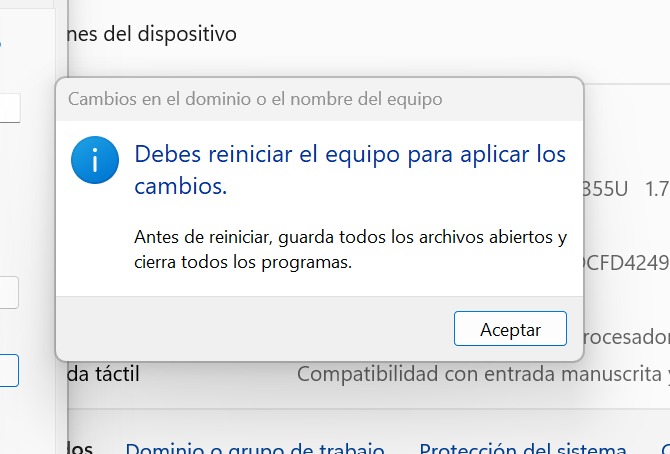 nes del dispositivo
Cambios en el dominio o el nombre del equipo
Debes reiniciar el equipo para aplicar los
cambios.
355U 1.7
Antes de reiniciar, guarda todos los archivos abiertos y
cierra todos los programas.
CFD4249
Aceptar
rocesador
da táctil Compatibilidad con entrada manuscrita y
dos Dominio o grupo de trabajo Protección del sistema